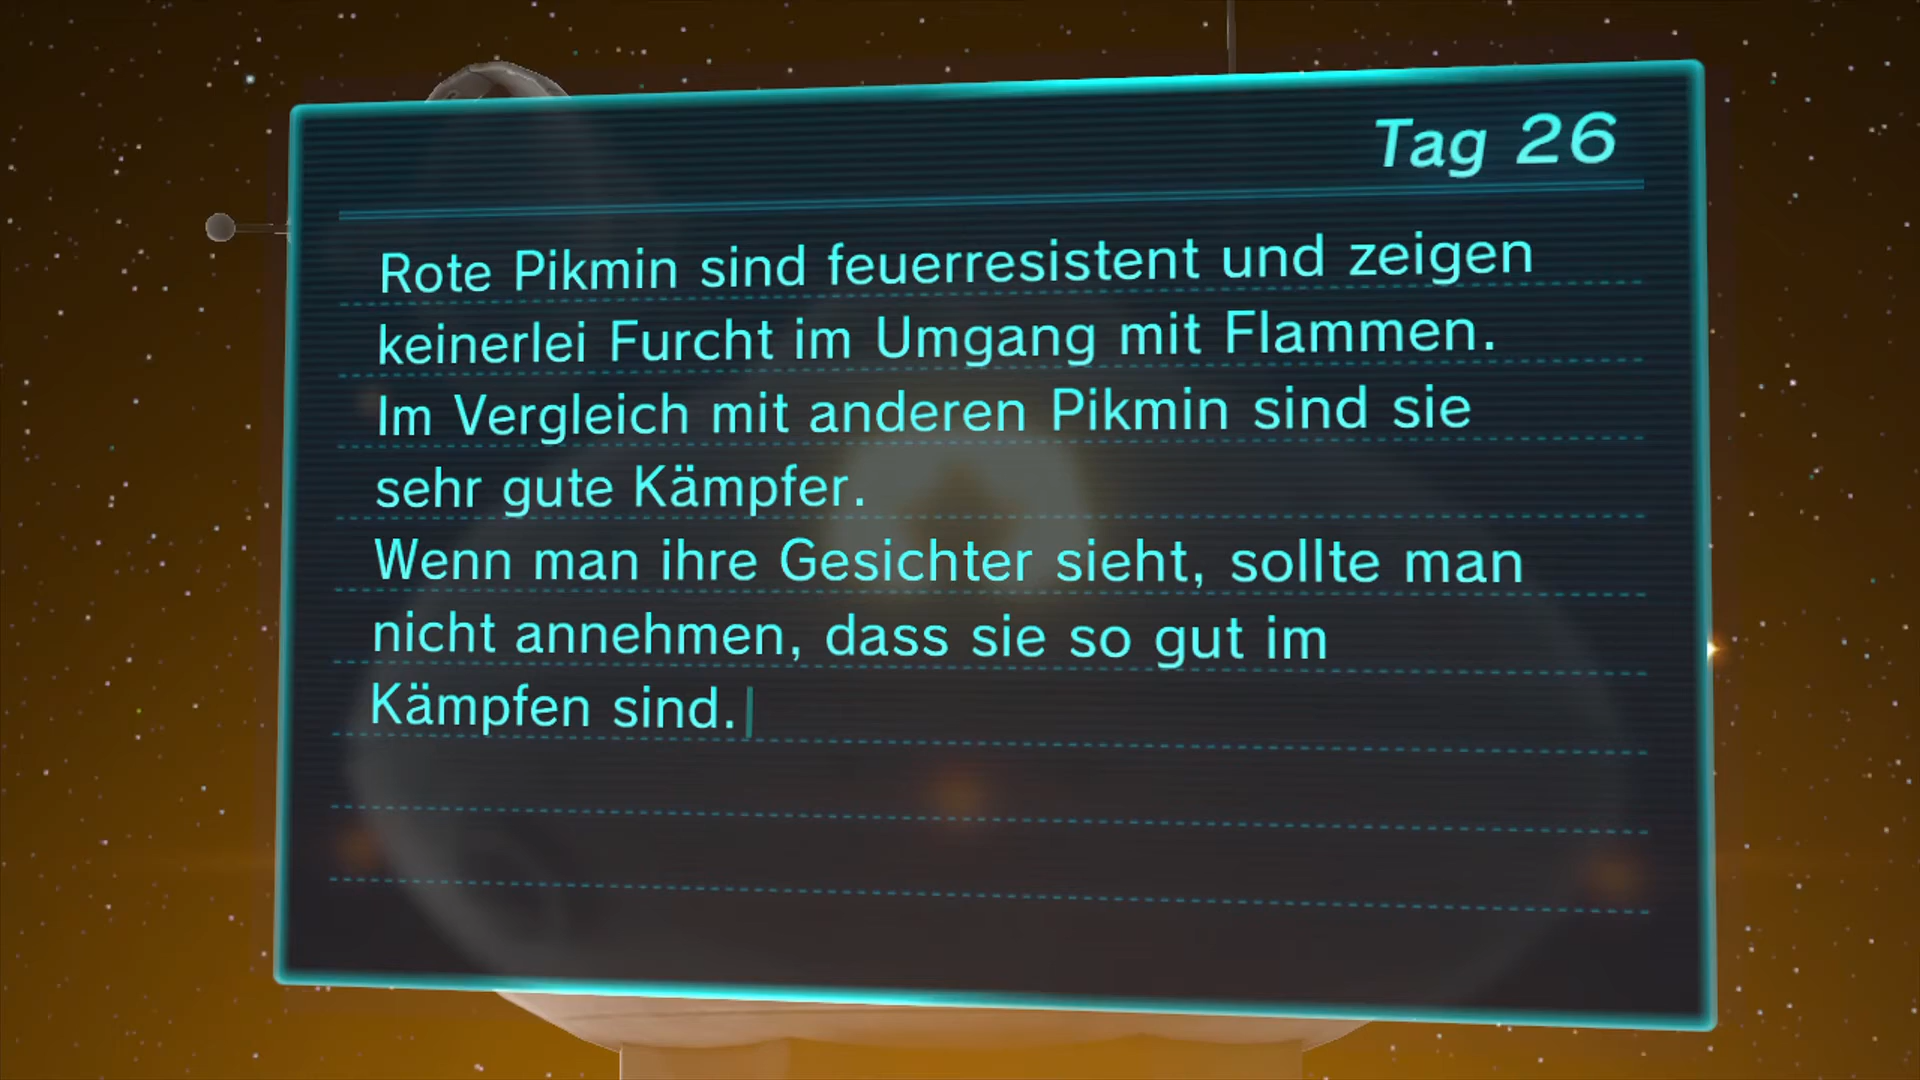 Tag 26
Rote Pikmin sind feuerresistent und zeigen
keinerlei Furcht im Umgang mit Flammen.
Im Vergleich mit anderen Pikmin sind sie
sehr gute Kämpfer.
Wenn man ihre Gesichter sieht, sollte man
nicht annehmen, dass sie so gut im
Kämpfen sind.